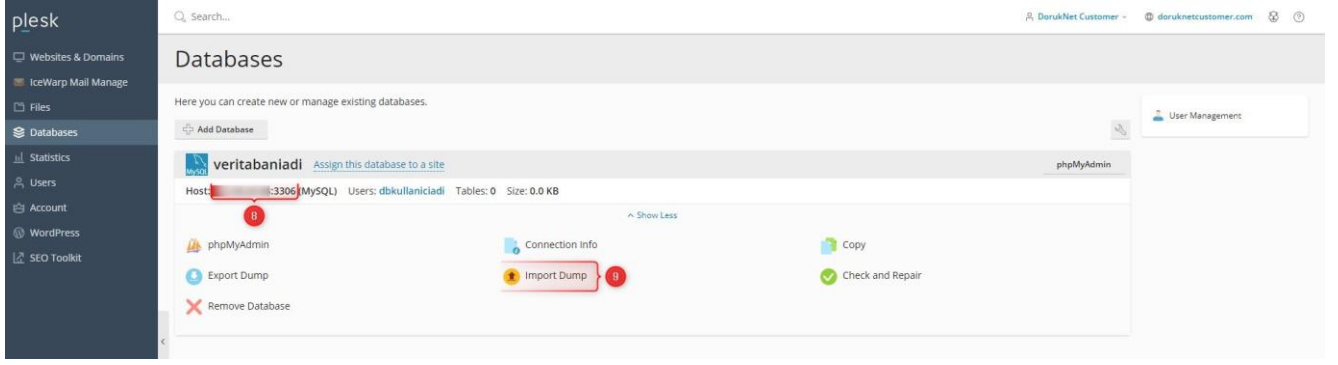 plesk
Search...
DorukNet Customer
doruknetcustomer.com
Websites & Domains
IceWarp Mail Manage
Files
Databases
Statistics
Users
Account
WordPress
SEO Toolkit
Databases
Here you can create new or manage existing databases.
Add Database
User Management
MySQL veritabaniadi Assign this database to a site phpMyAdmin
Host: :3306 (MySQL) Users: dbkullaniciadi Tables: 0 Size: 0.0 KB
8
Show Less
phpMyAdmin Connection Info Copy
Export Dump Import Dump 9 Check and Repair
Remove Database